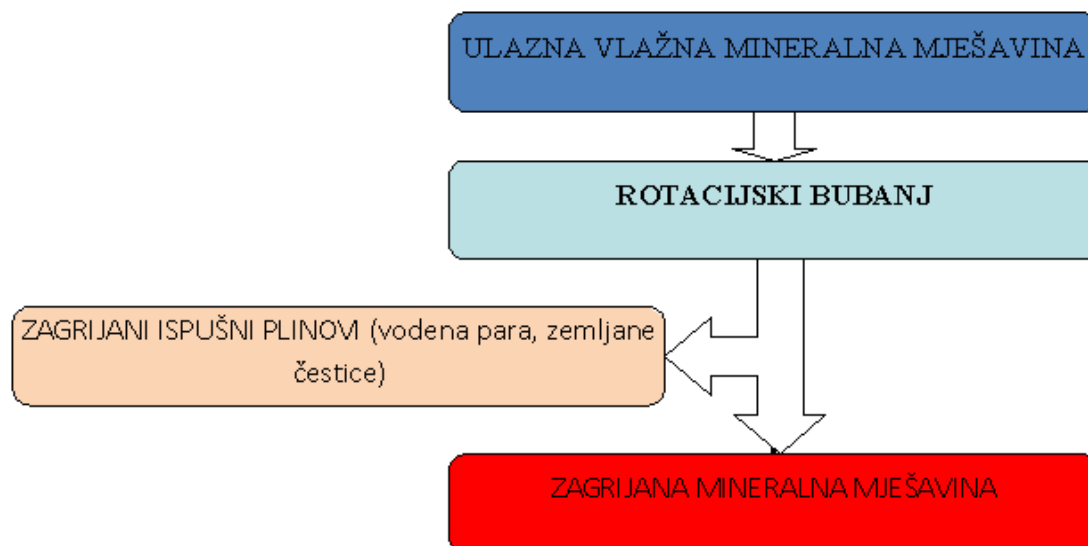 ULAZNA VLAŽNA MINERALNA MJEŠAVINA
ROTACIJSKI BUBANJ
ZAGRIJANI ISPUŠNI PLINOVI (vodena para, zemljane
čestice)
ZAGRIJANA MINERALNA MJEŠAVINA